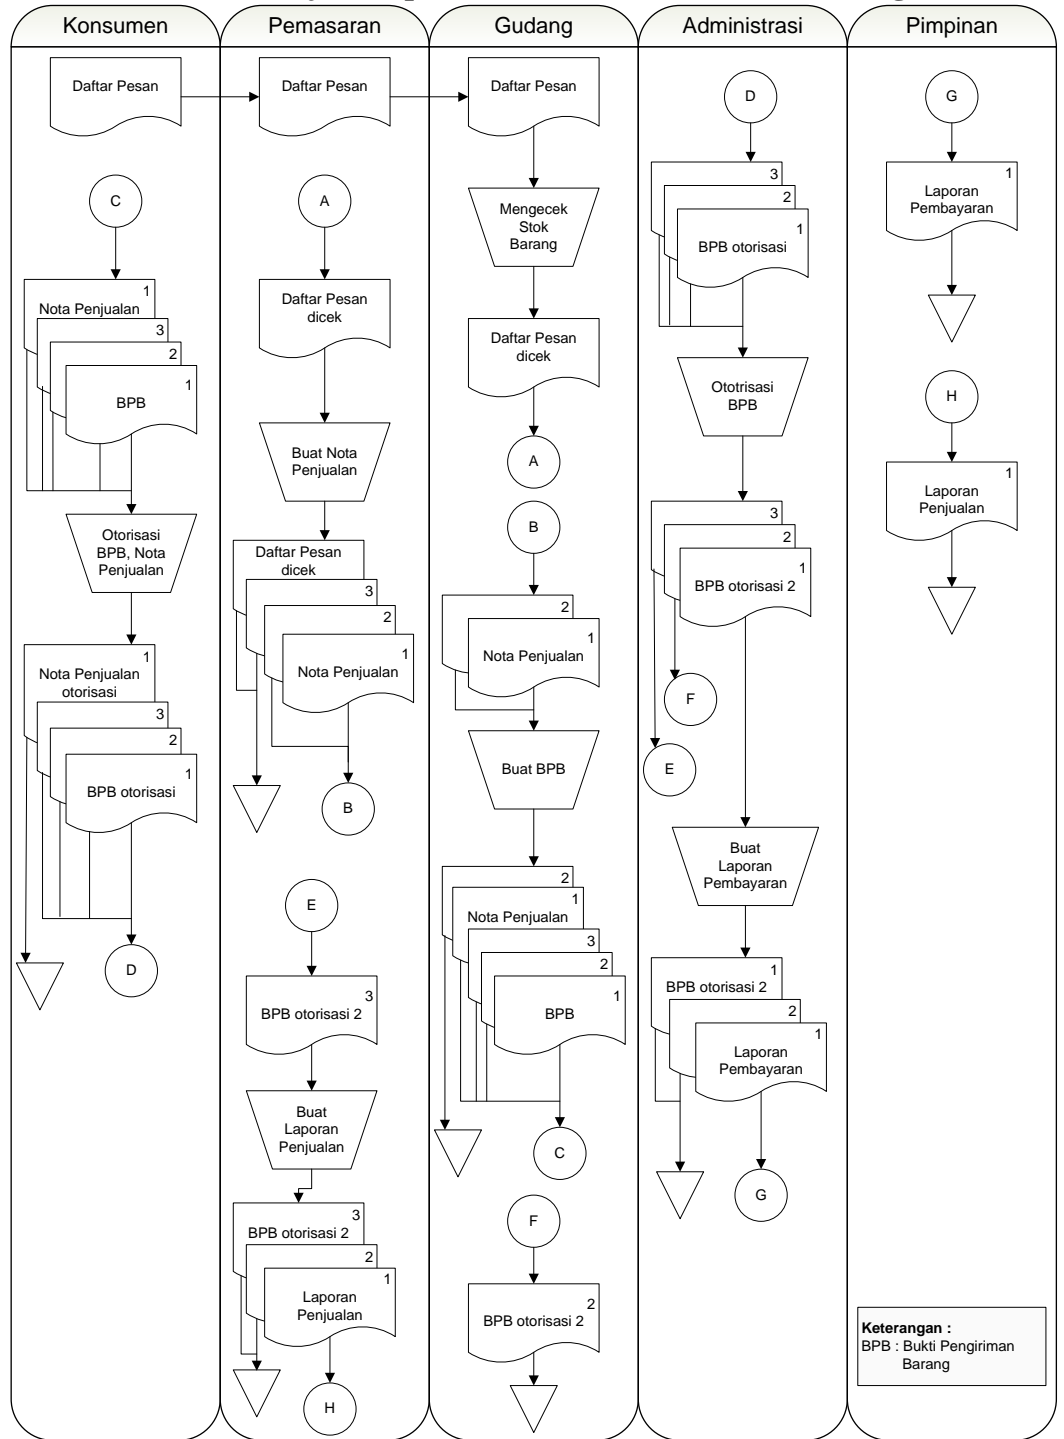 Konsumen
Pemasaran
Gudang
Administrasi
Pimpinan
Daftar Pesan
C
1
Nota Penjualan
3
2
1
BPB
Otorisasi
BPB, Nota
Penjualan
1
Nota Penjualan
otorisasi
3
2
1
BPB otorisasi
D
Daftar Pesan
A
Daftar Pesan
dicek
Buat Nota
Penjualan
Daftar Pesan
dicek
3
2
1
Nota Penjualan
B
E
3
BPB otorisasi 2
Buat
Laporan
Penjualan
3
BPB otorisasi 2
2
1
Laporan
Penjualan
H
Daftar Pesan
Mengecek
Stok
Barang
Daftar Pesan
dicek
A
B
2
1
Nota Penjualan
Buat BPB
2
1
Nota Penjualan
3
2
1
BPB
C
F
2
BPB otorisasi 2
D
3
2
1
BPB otorisasi
Ototrisasi
BPB
3
2
1
BPB otorisasi 2
F
E
Buat
Laporan
Pembayaran
1
BPB otorisasi 2
2
1
Laporan
Pembayaran
G
G
1
Laporan
Pembayaran
H
1
Laporan
Penjualan
Keterangan :
BPB : Bukti Pengiriman
Barang